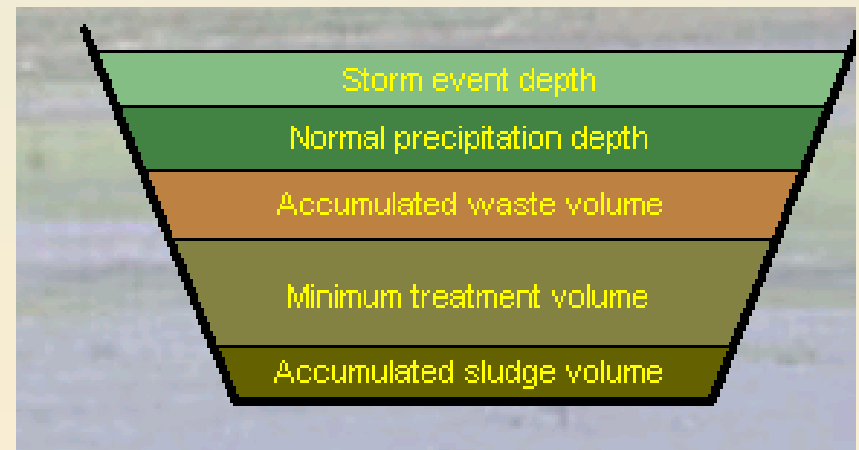 Storm event depth
Normal precipitation depth
Accumulated waste volume
Minimum treatment volume
Accumulated sludge volume